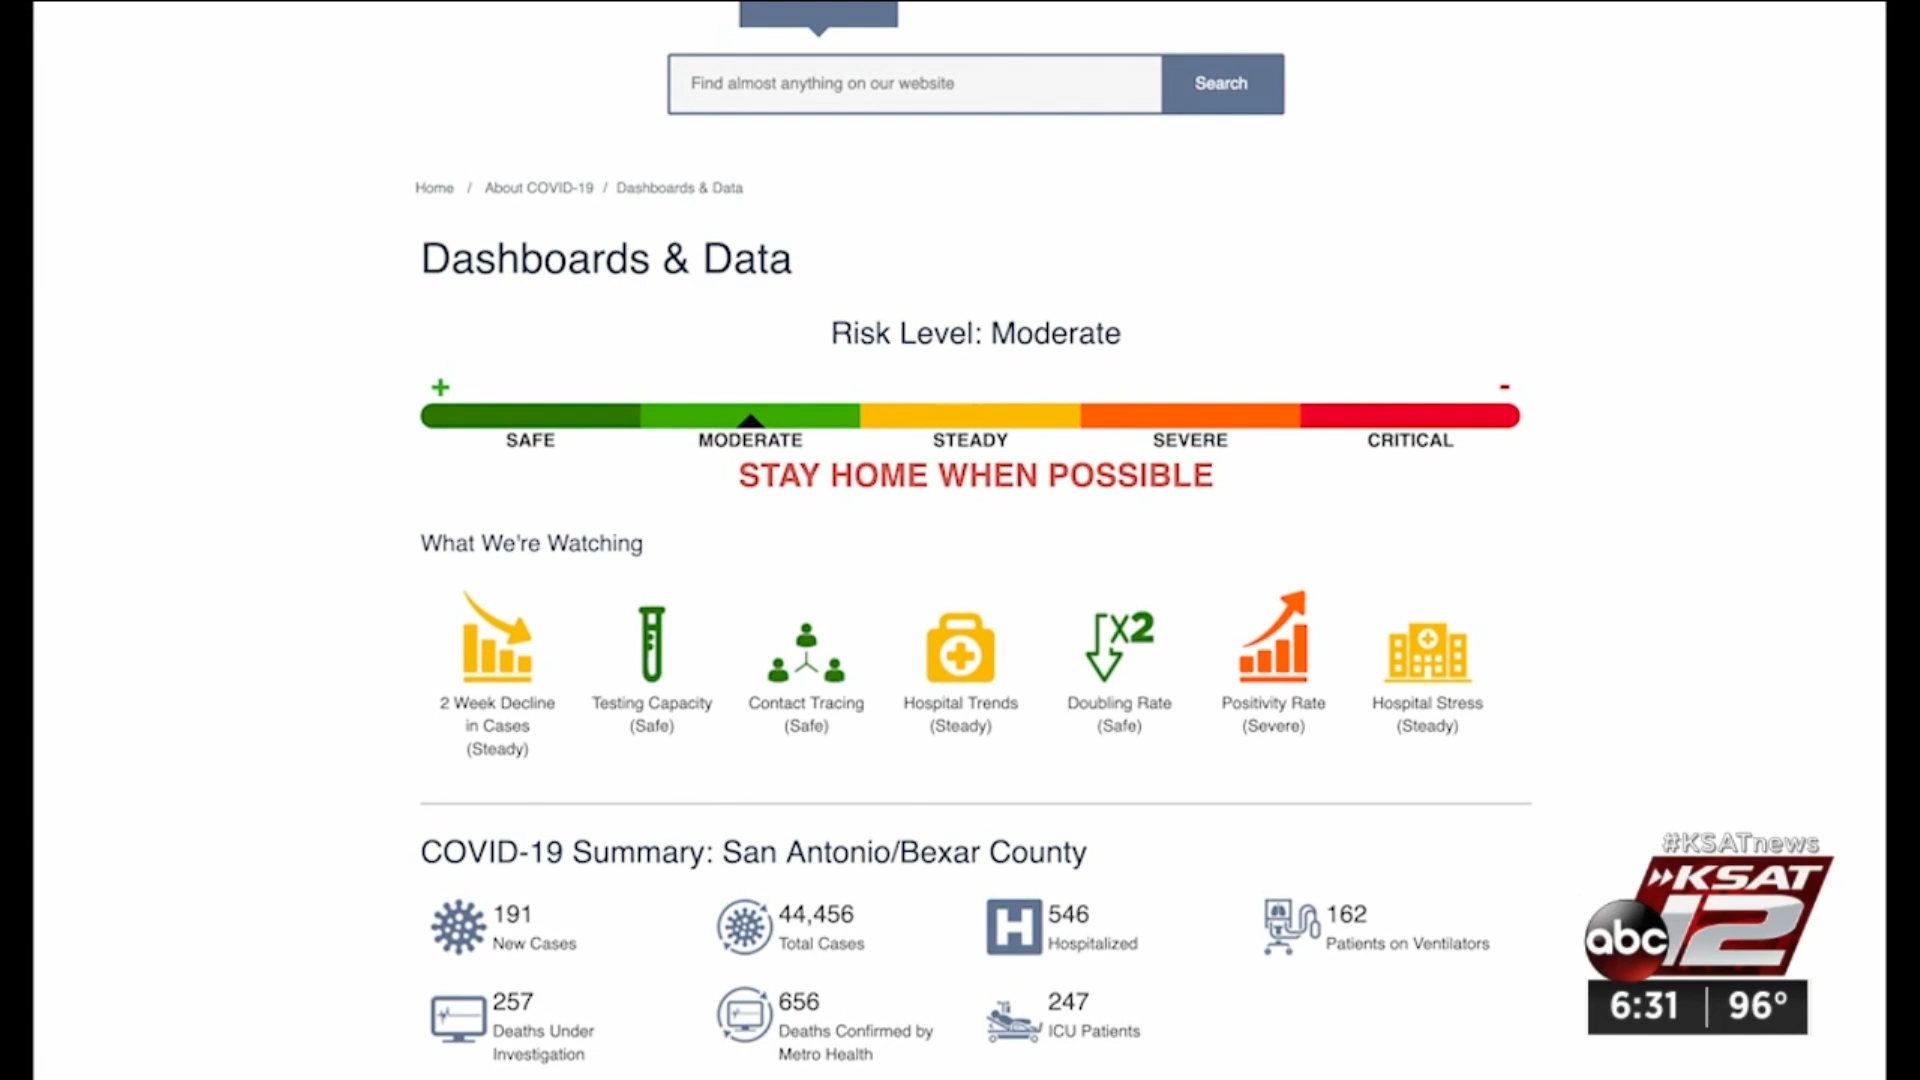 Find almost anything on our website
Search
Home / About COVID-19 / Dashboards & Data
Dashboards & Data
Risk Level: Moderate
+ -
SAFE MODERATE STEADY SEVERE CRITICAL
STAY HOME WHEN POSSIBLE
What We're Watching
X2
2 Week Decline
in Cases
(Steady)
Testing Capacity
(Safe)
Contact Tracing
(Safe)
Hospital Trends
(Steady)
Doubling Rate
(Safe)
Positivity Rate
(Severe)
Hospital Stress
(Steady)
COVID-19 Summary: San Antonio/Bexar County
191
New Cases
44,456
Total Cases
H
546
Hospitalized
162
Patients on Ventilators
257
Deaths Under
Investigation
656
Deaths Confirmed by
Metro Health
247
ICU Patients
#KSATnews
KSAT
abc 12
6:31 | 96°